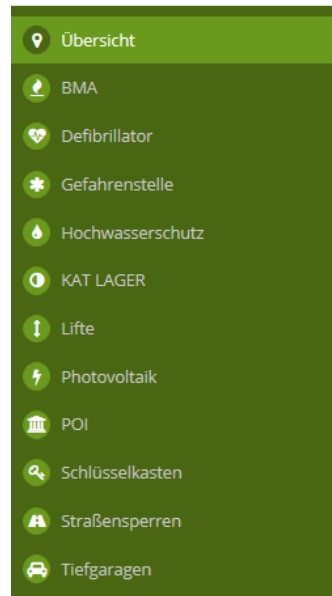 Übersicht
BMA
Defibrillator
Gefahrenstelle
Hochwasserschutz
KAT LAGER
Lifte
Photovoltaik
POI
Schlüsselkasten
Straßensperren
Tiefgaragen